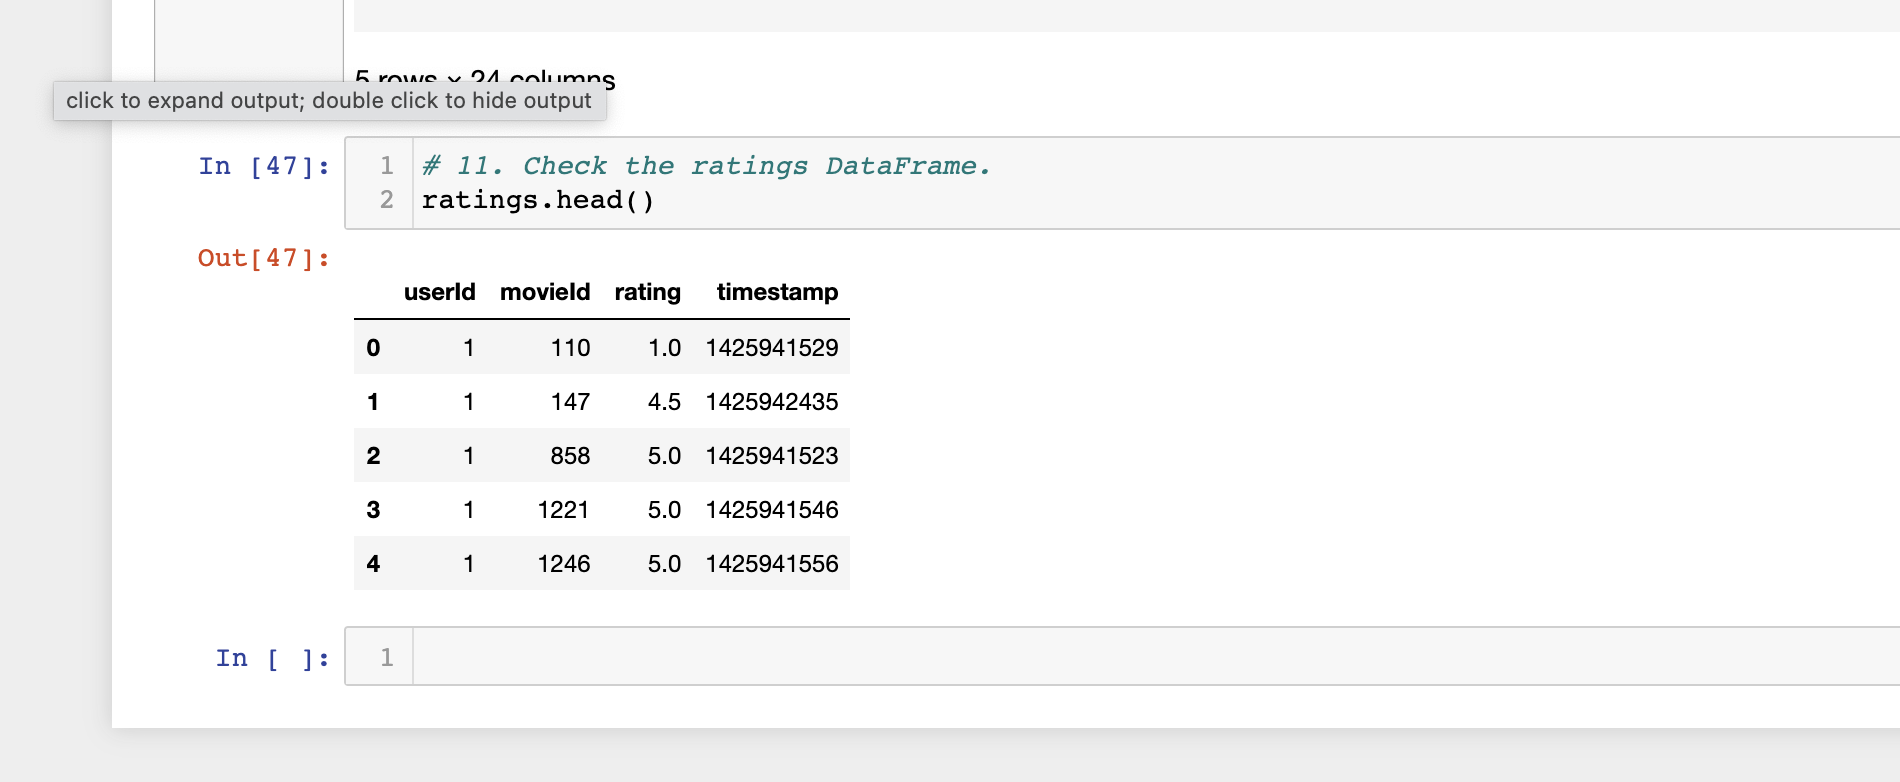 5 rows × 24 columns
click to expand output; double click to hide output
In [47]:
1 # 11. Check the ratings DataFrame.
2 ratings.head()
Out[47]:
userId movieId rating timestamp
0 1 110 1.0 1425941529
1 1 147 4.5 1425942435
2 1 858 5.0 1425941523
3 1 1221 5.0 1425941546
4 1 1246 5.0 1425941556
In [ ]: 1